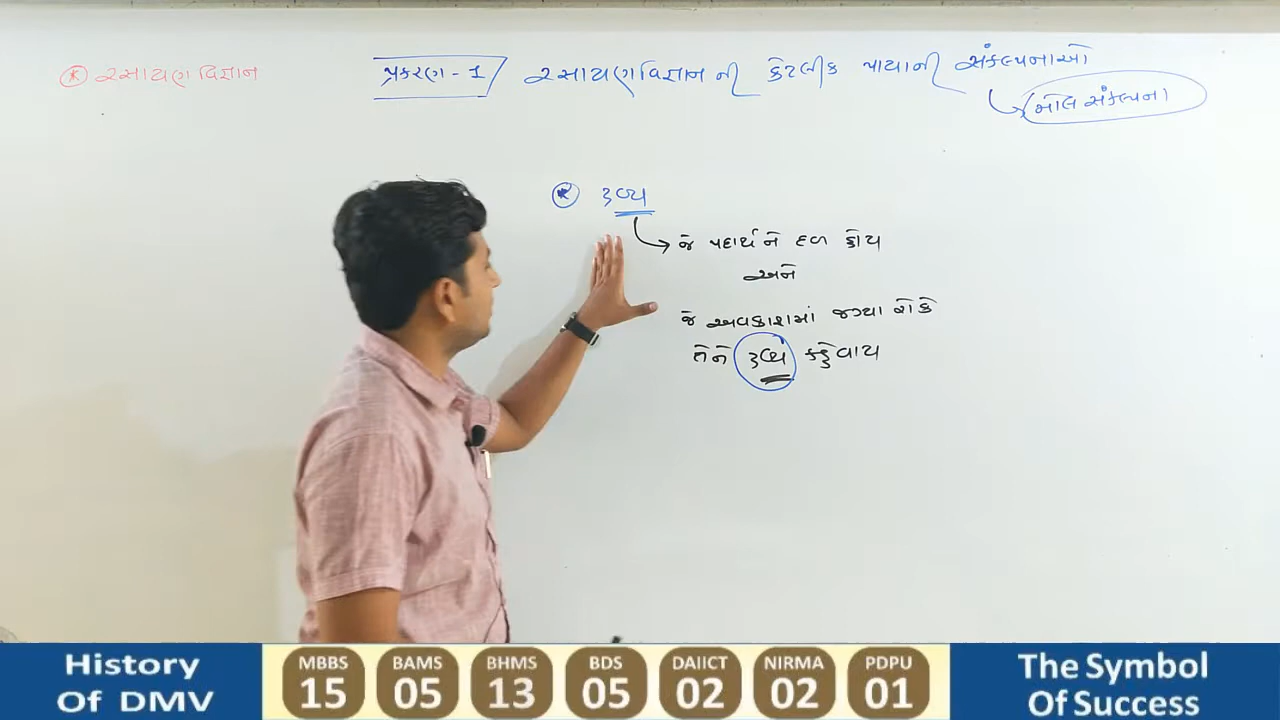 રસાયણ વિજ્ઞાન
પ્રકરણ - 1 રસાયણ વિજ્ઞાન ની કેટલીક પાયાની સંકલ્પનાઓ
મોલ સંકલ્પના
દ્રવ્ય
જે પદાર્થ ને દળ હોય
અને
જે અવકાશમાં જગ્યા રોકે
તેને દ્રવ્ય કહેવાય
History Of DMV
MBBS 15
BAMS 05
BHMS 13
BDS 05
DAIICT 02
NIRMA 02
PDPU 01
The Symbol Of Success